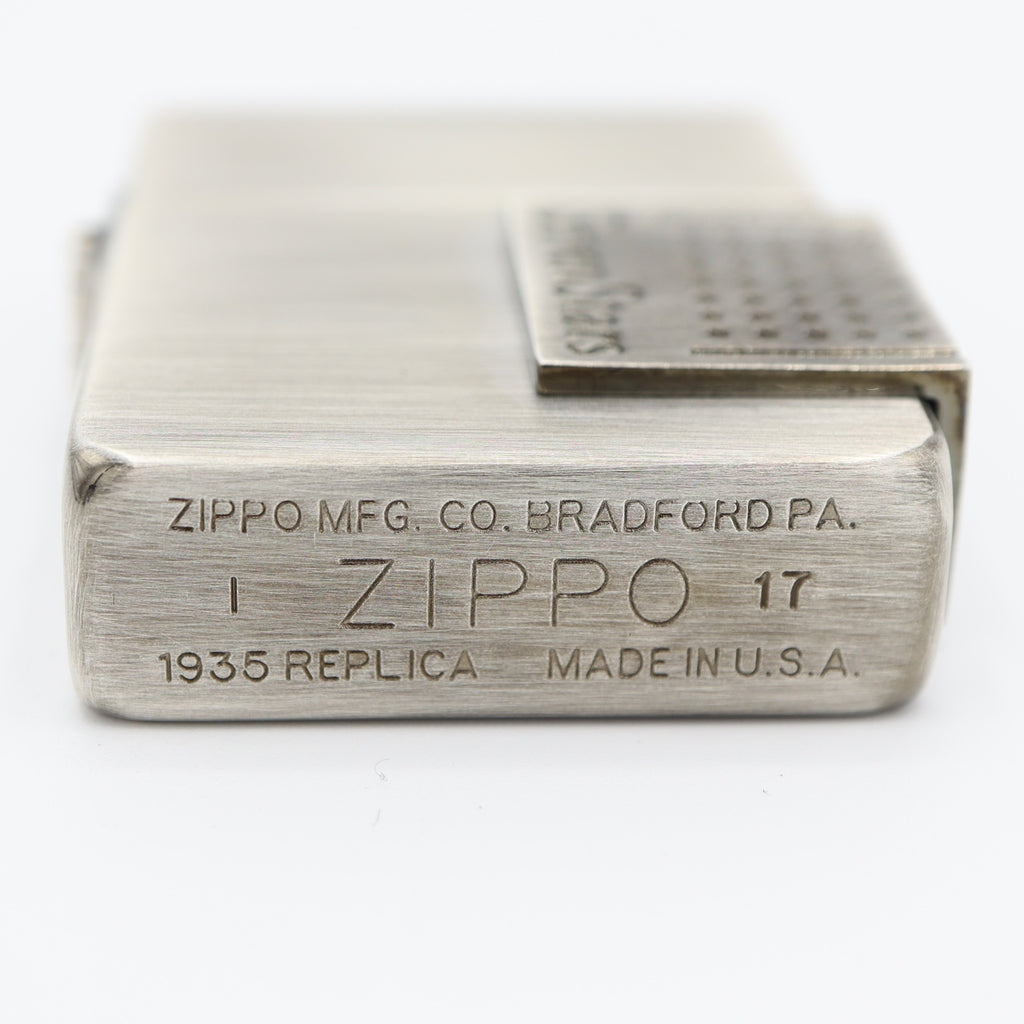 ZIPPO MFG. CO. BRADFORD PA.
I ZIPPO 17
1935 REPLICA MADE IN U.S.A.